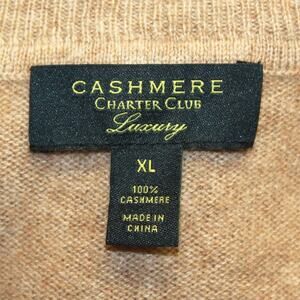 CASHMERE
CHARTER CLUB
Luxury
XL
100%
CASHMERE
MADE IN
CHINA